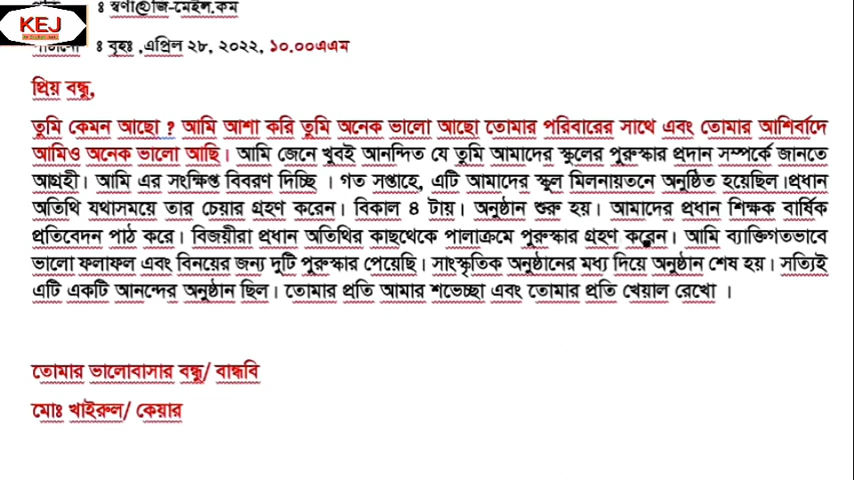 ঃ স্বর্ণা@জি-মেইল.কম
KEJ
ঃ বৃহঃ ,এপ্রিল ২৮, ২০২২, ১০.০০এএম
প্রিয় বন্ধু,
তুমি কেমন আছো ? আমি আশা করি তুমি অনেক ভালো আছো তোমার পরিবারের সাথে এবং তোমার আশির্বাদে
আমিও অনেক ভালো আছি। আমি জেনে খুবই আনন্দিত যে তুমি আমাদের স্কুলের পুরুস্কার প্রদান সম্পর্কে জানতে
আগ্রহী। আমি এর সংক্ষিপ্ত বিবরণ দিচ্ছি । গত সপ্তাহে, এটি আমাদের স্কুল মিলনায়তনে অনুষ্ঠিত হয়েছিল।প্রধান
অতিথি যথাসময়ে তার চেয়ার গ্রহণ করেন। বিকাল ৪ টায়। অনুষ্ঠান শুরু হয়। আমাদের প্রধান শিক্ষক বার্ষিক
প্রতিবেদন পাঠ করে। বিজয়ীরা প্রধান অতিথির কাছথেকে পালাক্রমে পুরুস্কার গ্রহণ করেন। আমি ব্যাক্তিগতভাবে
ভালো ফলাফল এবং বিনয়ের জন্য দুটি পুরুস্কার পেয়েছি। সাংস্কৃতিক অনুষ্ঠানের মধ্য দিয়ে অনুষ্ঠান শেষ হয়। সত্যিই
এটি একটি আনন্দের অনুষ্ঠান ছিল। তোমার প্রতি আমার শভেচ্ছা এবং তোমার প্রতি খেয়াল রেখো ।
তোমার ভালোবাসার বন্ধু/ বান্ধবি
মোঃ খাইরুল/ কেয়ার